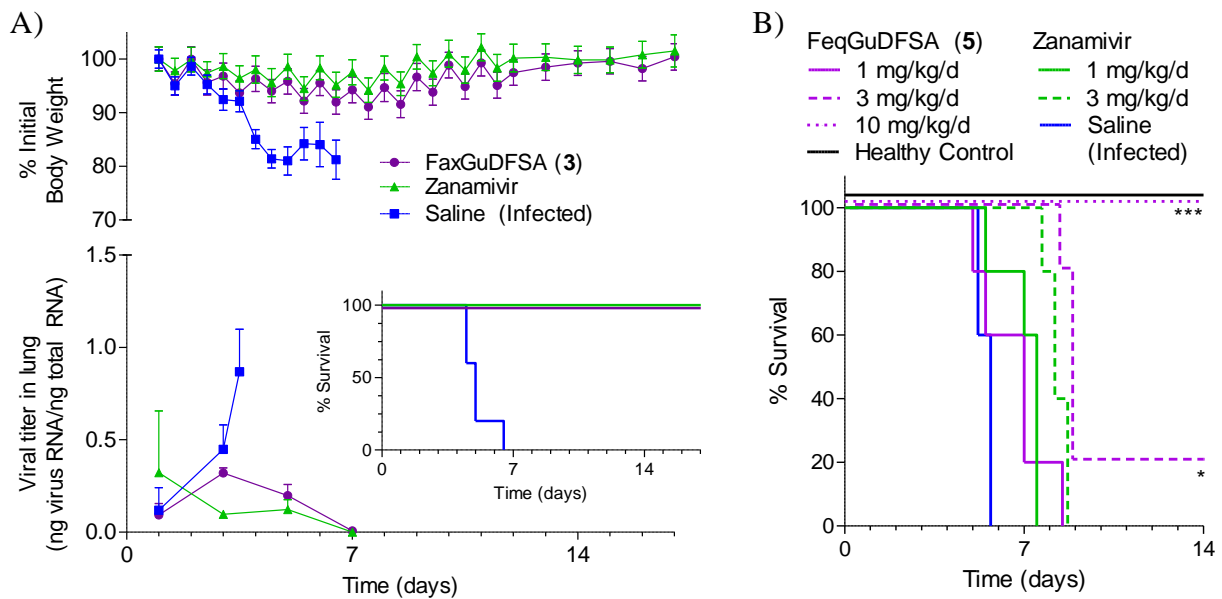 A)
% Initial
Body Weight
100
90
80
70
FaxGuDFSA (3)
Zanamivir
Saline (Infected)
Viral titer in lung
(ng virus RNA/ng total RNA)
1.5
1.0
0.5
0.0
0
7
14
Time (days)
% Survival
100
50
0
0
7
14
Time (days)
B)
FeqGuDFSA (5)
1 mg/kg/d
3 mg/kg/d
10 mg/kg/d
Healthy Control
Zanamivir
1 mg/kg/d
3 mg/kg/d
Saline
(Infected)
% Survival
100
80
60
40
20
0
***
*
0
7
14
Time (days)